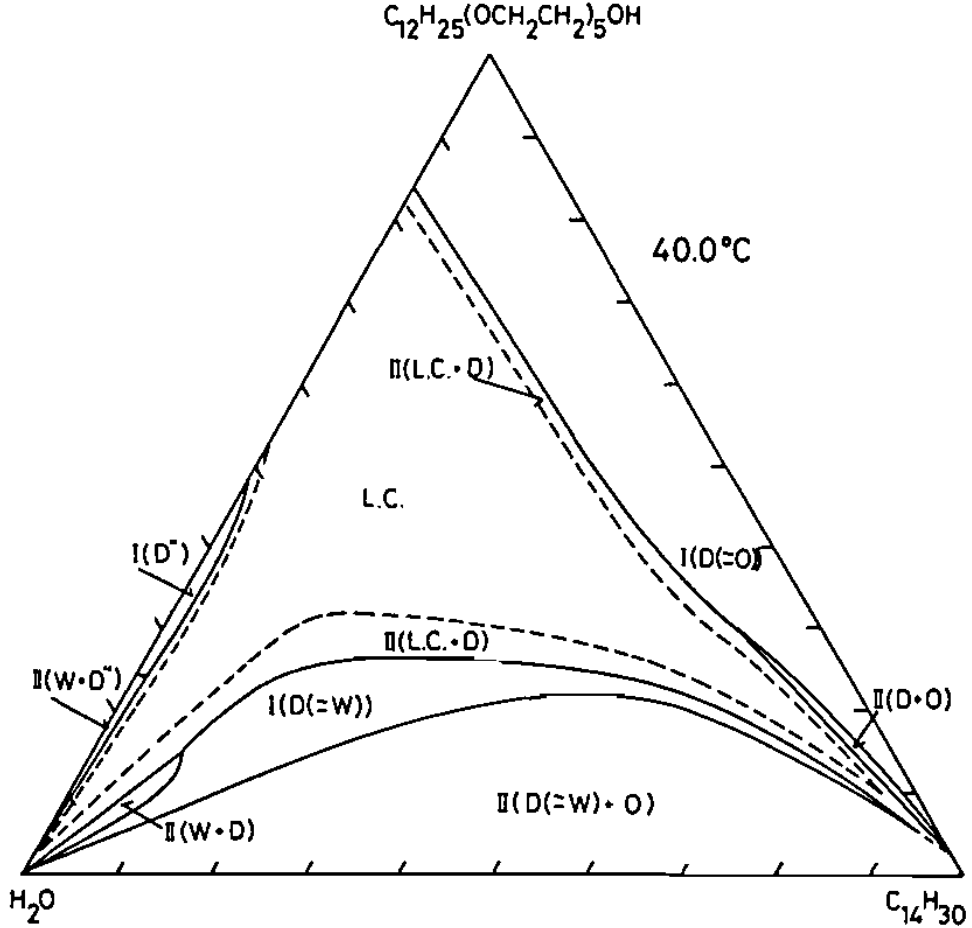 C₁₂H₂₅(OCH₂CH₂)₅OH
40.0°C
II(L.C.+D)
L.C.
I(D″)
I(D(≃O))
II(L.C.+D)
II(W+D″)
I(D(≃W))
II(D+O)
II(D(≃W)+O)
II(W+D)
H₂O
C₁₄H₃₀